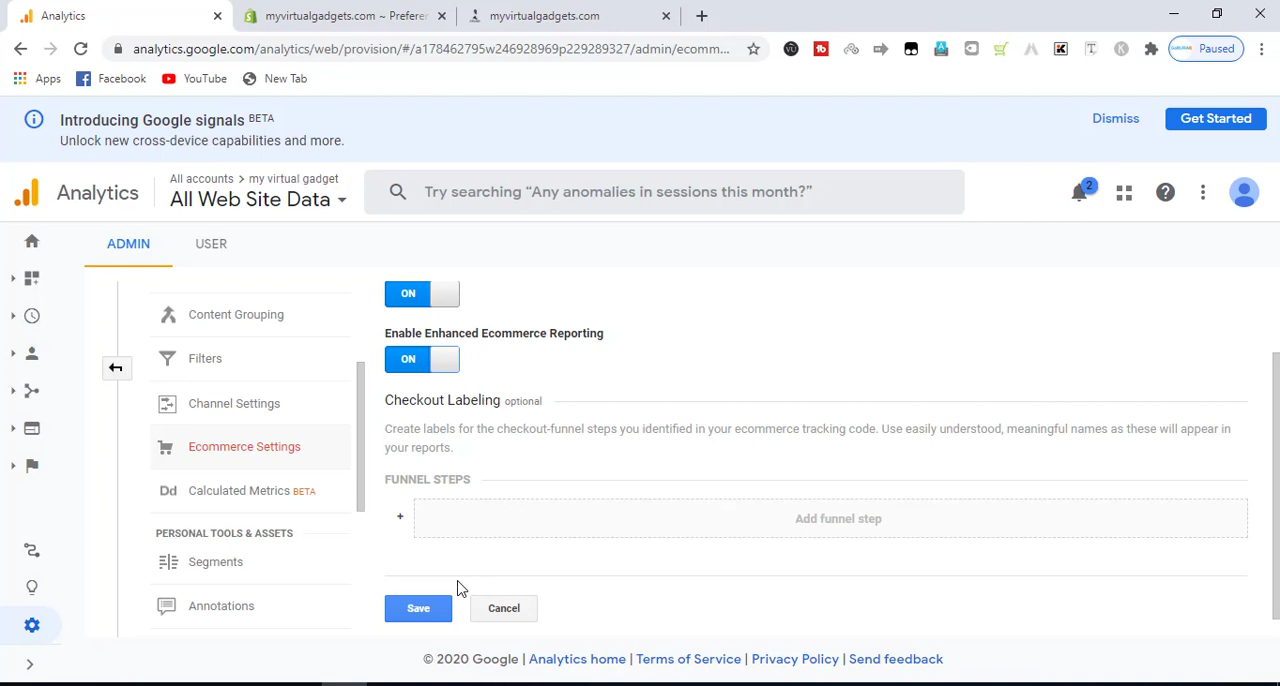 Analytics
myvirtualgadgets.com ~ Prefere
myvirtualgadgets.com
analytics.google.com/analytics/web/provision/#/a178462795w246928969p229289327/admin/ecomm...
Paused
Apps
Facebook
YouTube
New Tab
Introducing Google signals BETA
Unlock new cross-device capabilities and more.
Dismiss
Get Started
Analytics
All accounts > my virtual gadget
All Web Site Data
Try searching “Any anomalies in sessions this month?”
2
ADMIN
USER
Content Grouping
Filters
Channel Settings
Ecommerce Settings
Dd Calculated Metrics BETA
PERSONAL TOOLS & ASSETS
Segments
Annotations
ON
Enable Enhanced Ecommerce Reporting
ON
Checkout Labeling optional
Create labels for the checkout-funnel steps you identified in your ecommerce tracking code. Use easily understood, meaningful names as these will appear in
your reports.
FUNNEL STEPS
+ Add funnel step
Save
Cancel
© 2020 Google | Analytics home | Terms of Service | Privacy Policy | Send feedback